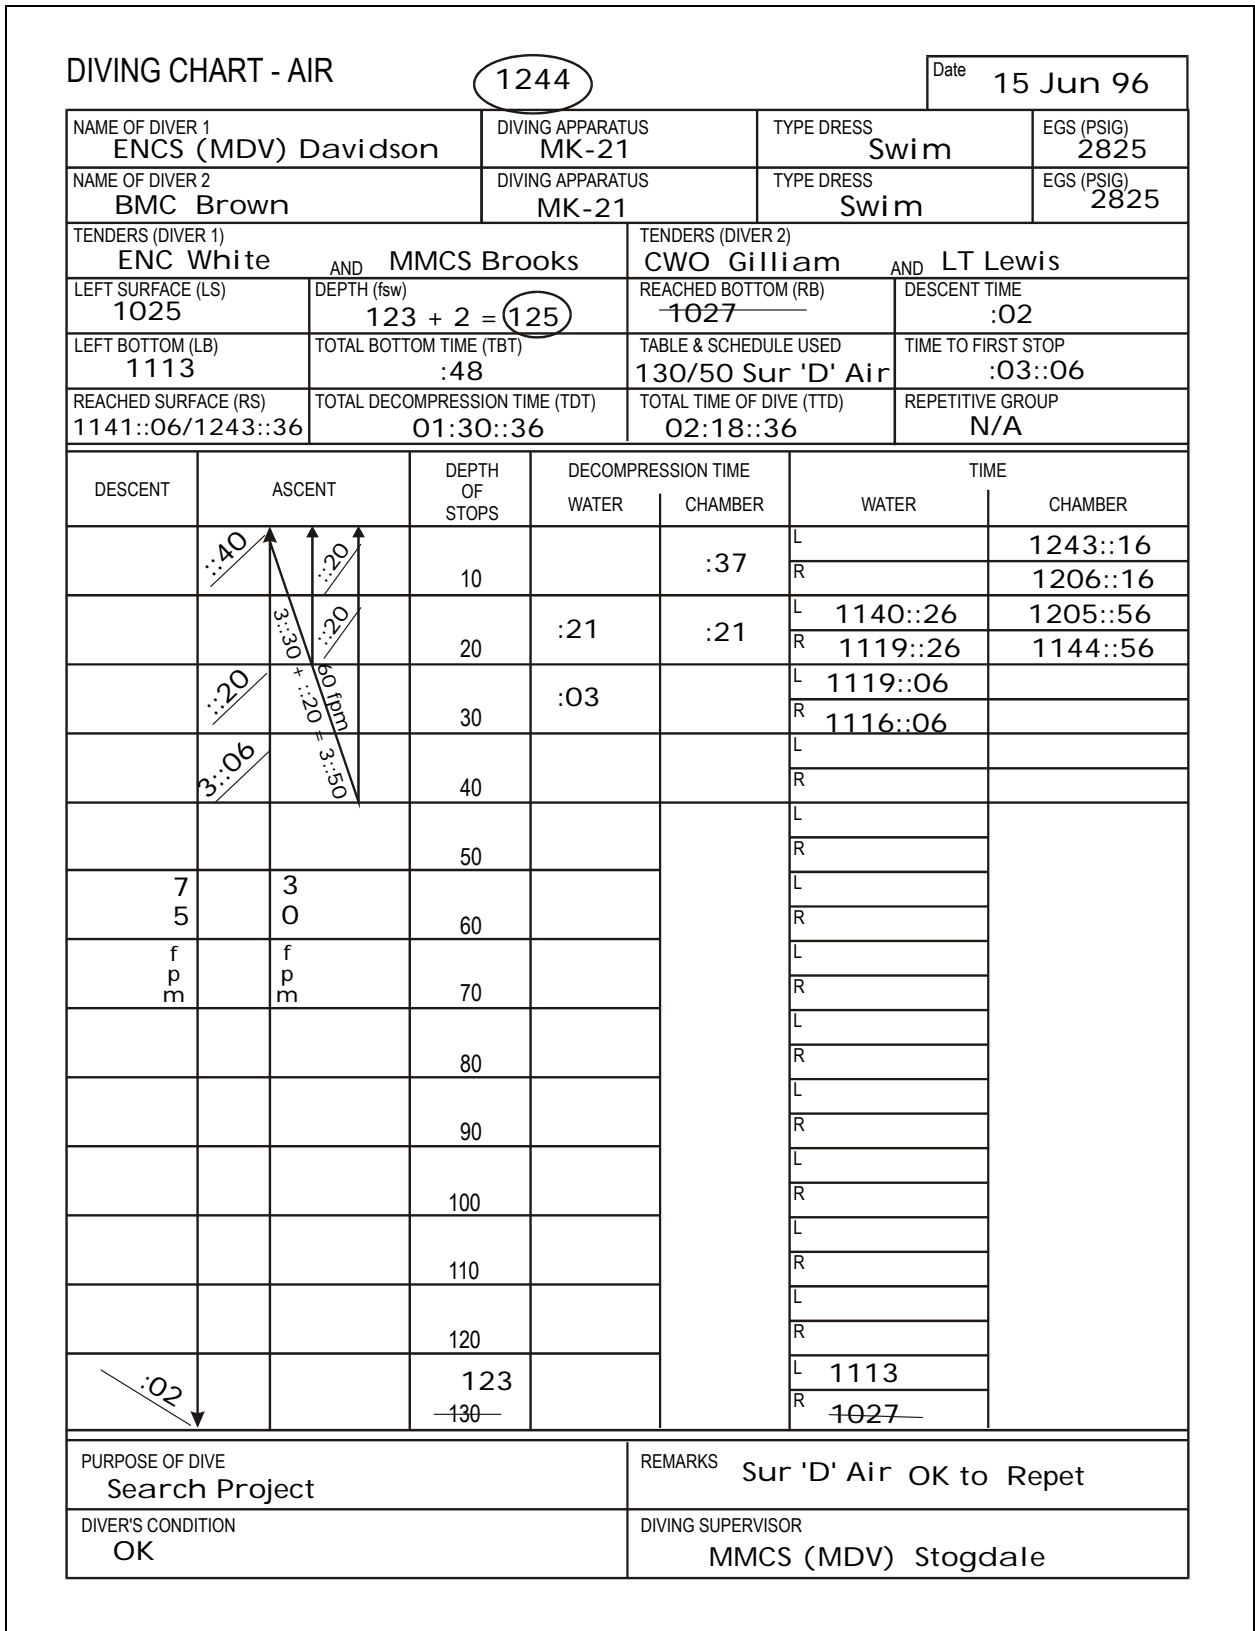 DIVING CHART - AIR 1244 Date 15 Jun 96
NAME OF DIVER 1 DIVING APPARATUS TYPE DRESS EGS (PSIG)
ENCS (MDV) Davidson MK-21 Swim 2825
NAME OF DIVER 2 DIVING APPARATUS TYPE DRESS EGS (PSIG)
BMC Brown MK-21 Swim 2825
TENDERS (DIVER 1) TENDERS (DIVER 2)
ENC White AND MMCS Brooks CWO Gilliam AND LT Lewis
LEFT SURFACE (LS) DEPTH (fsw) REACHED BOTTOM (RB) DESCENT TIME
1025 123 + 2 = 125 1027 :02
LEFT BOTTOM (LB) TOTAL BOTTOM TIME (TBT) TABLE & SCHEDULE USED TIME TO FIRST STOP
1113 :48 130/50 Sur 'D' Air :03::06
REACHED SURFACE (RS) TOTAL DECOMPRESSION TIME (TDT) TOTAL TIME OF DIVE (TTD) REPETITIVE GROUP
1141::06/1243::36 01:30::36 02:18::36 N/A
DESCENT ASCENT DEPTH OF STOPS DECOMPRESSION TIME TIME
WATER CHAMBER WATER CHAMBER
::40 ::20 10 :37 L 1243::16
R 1206::16
::20 20 :21 :21 L 1140::26 1205::56
R 1119::26 1144::56
::20 3::30 + ::20 = 3::50 60 fpm 30 :03 L 1119::06
R 1116::06
3::06 40 L
R
50 L
R
75 fpm 30 fpm 60 L
R
70 L
R
80 L
R
90 L
R
100 L
R
110 L
R
120 L
R
:02 123 L 1113
130 R 1027
PURPOSE OF DIVE REMARKS
Search Project Sur 'D' Air OK to Repet
DIVER'S CONDITION DIVING SUPERVISOR
OK MMCS (MDV) Stogdale